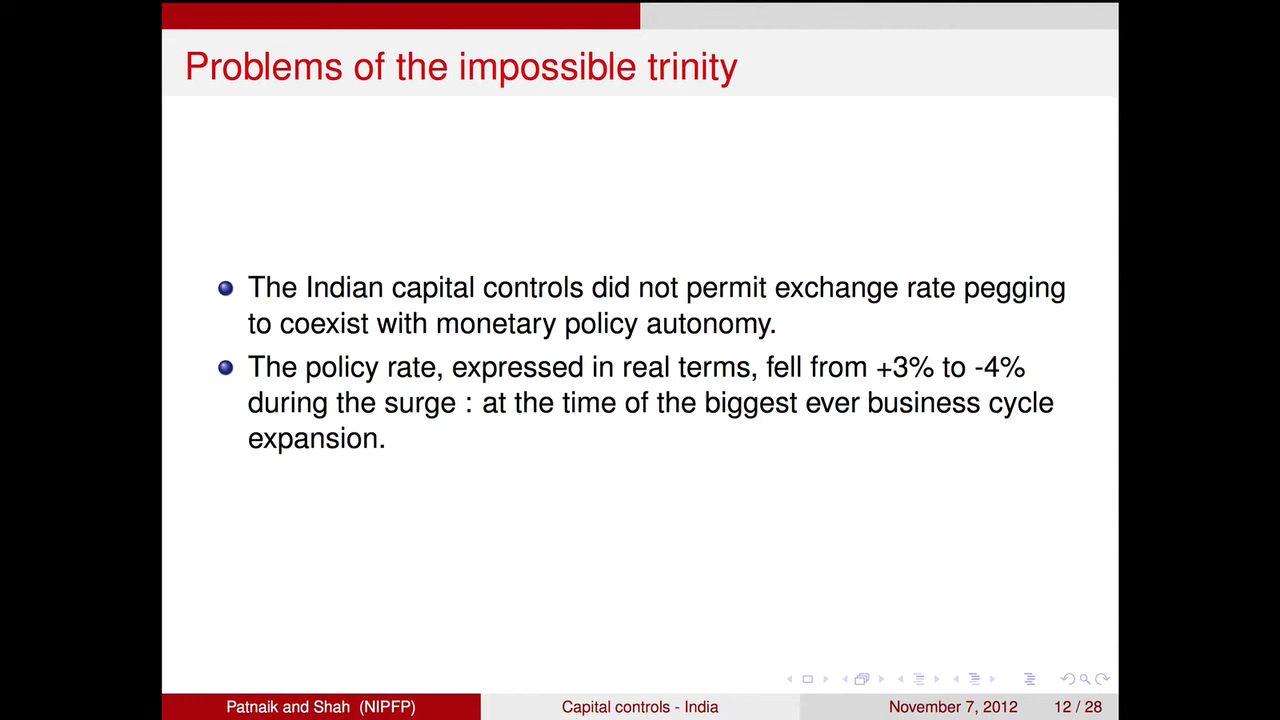 Problems of the impossible trinity
The Indian capital controls did not permit exchange rate pegging
to coexist with monetary policy autonomy.
The policy rate, expressed in real terms, fell from +3% to -4%
during the surge : at the time of the biggest ever business cycle
expansion.
Patnaik and Shah (NIPFP) Capital controls - India November 7, 2012 12 / 28